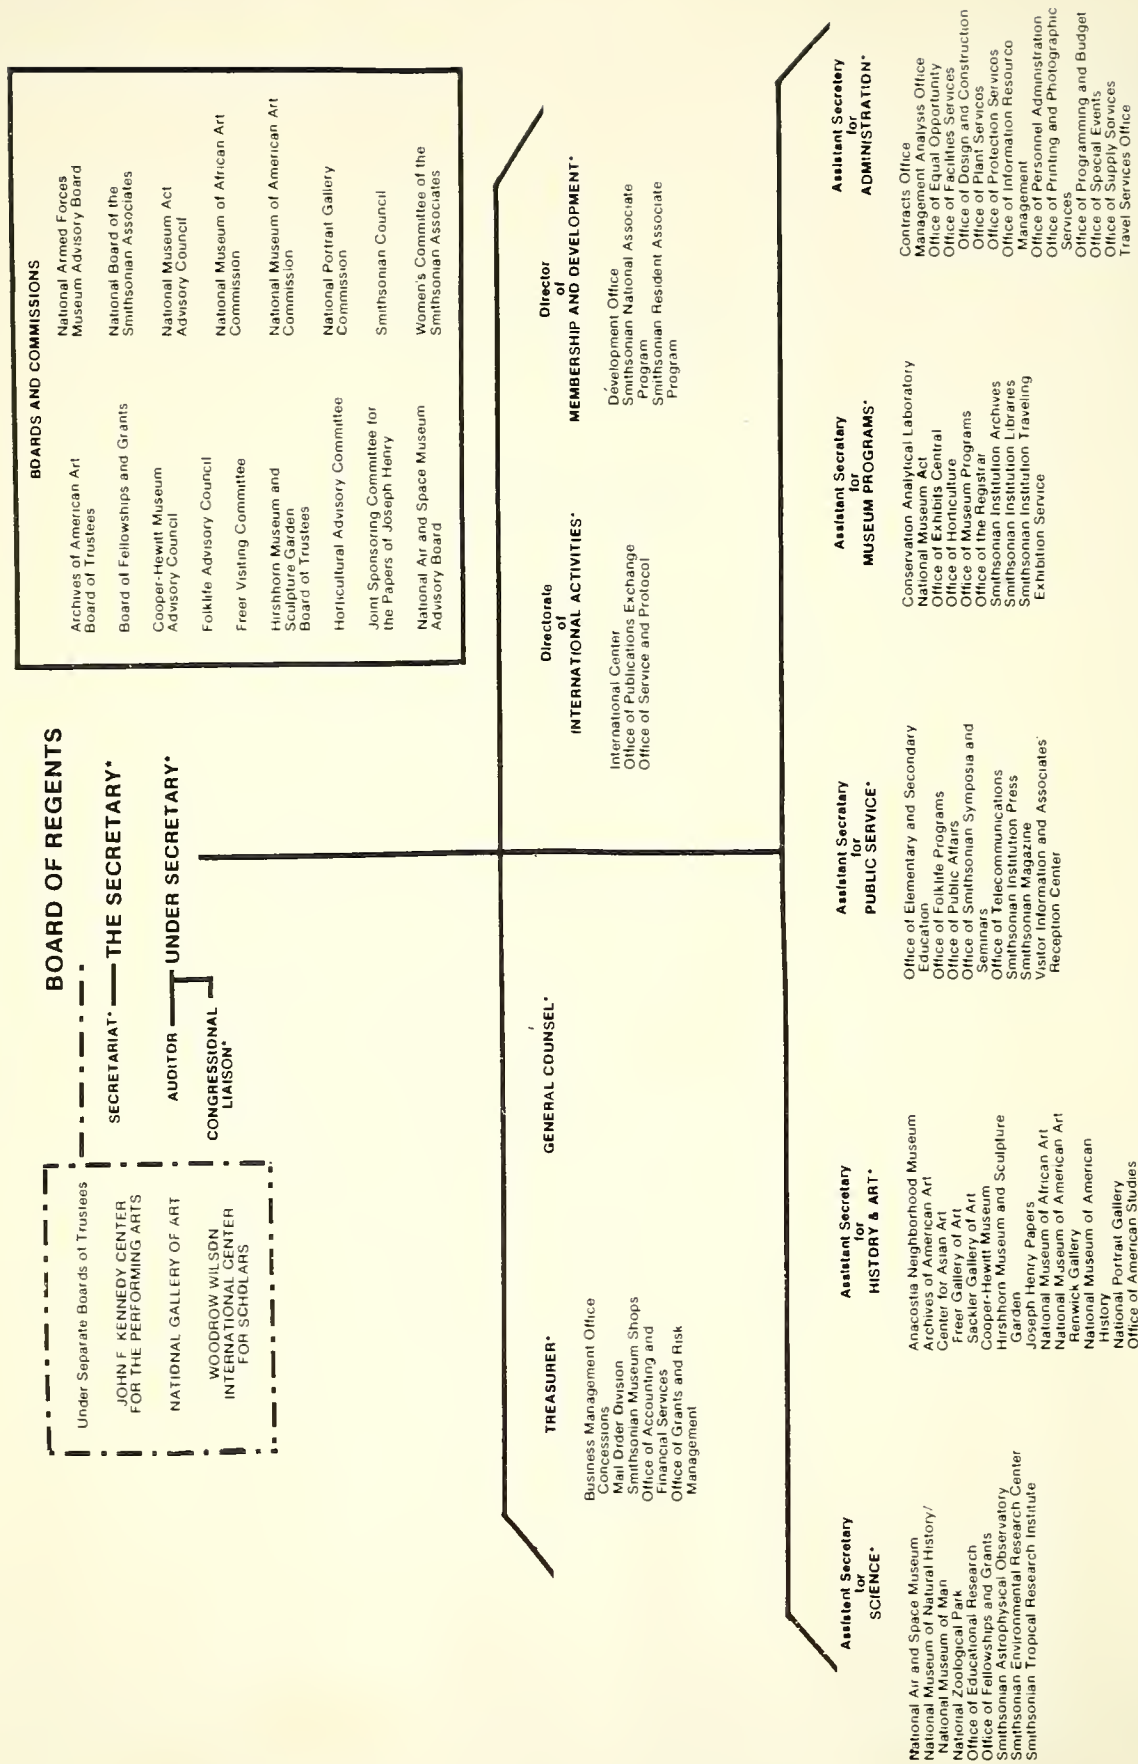 BOARD OF REGENTS
SECRETARIAT* THE SECRETARY*
AUDITOR UNDER SECRETARY*
CONGRESSIONAL
LIAISON*
Under Separate Boards of Trustees
JOHN F KENNEDY CENTER
FOR THE PERFORMING ARTS
NATIONAL GALLERY OF ART
WOODROW WILSON
INTERNATIONAL CENTER
FOR SCHOLARS
BOARDS AND COMMISSIONS
Archives of American Art
Board of Trustees
Board of Fellowships and Grants
Cooper-Hewitt Museum
Advisory Council
Folklife Advisory Council
Freer Visiting Committee
Hirshhorn Museum and
Sculpture Garden
Board of Trustees
Horticultural Advisory Committee
Joint Sponsoring Committee for
the Papers of Joseph Henry
National Air and Space Museum
Advisory Board
National Armed Forces
Museum Advisory Board
National Board of the
Smithsonian Associates
National Museum Act
Advisory Council
National Museum of African Art
Commission
National Museum of American Art
Commission
National Portrait Gallery
Commission
Smithsonian Council
Women's Committee of the
Smithsonian Associates
TREASURER*
Business Management Office
Concessions
Mail Order Division
Smithsonian Museum Shops
Office of Accounting and
Financial Services
Office of Grants and Risk
Management
GENERAL COUNSEL*
Directorate
of
INTERNATIONAL ACTIVITIES*
International Center
Office of Publications Exchange
Office of Service and Protocol
Director
of
MEMBERSHIP AND DEVELOPMENT*
Development Office
Smithsonian National Associate
Program
Smithsonian Resident Associate
Program
Assistant Secretary
for
SCIENCE*
National Air and Space Museum
National Museum of Natural History/
National Museum of Man
National Zoological Park
Office of Educational Research
Office of Fellowships and Grants
Smithsonian Astrophysical Observatory
Smithsonian Environmental Research Center
Smithsonian Tropical Research Institute
Assistant Secretary
for
HISTORY & ART*
Anacostia Neighborhood Museum
Archives of American Art
Center for Asian Art
Freer Gallery of Art
Sackler Gallery of Art
Cooper-Hewitt Museum
Hirshhorn Museum and Sculpture
Garden
Joseph Henry Papers
National Museum of African Art
National Museum of American Art
Renwick Gallery
National Museum of American
History
National Portrait Gallery
Office of American Studies
Assistant Secretary
for
PUBLIC SERVICE*
Office of Elementary and Secondary
Education
Office of Folklife Programs
Office of Public Affairs
Office of Smithsonian Symposia and
Seminars
Office of Telecommunications
Smithsonian Institution Press
Smithsonian Magazine
Visitor Information and Associates'
Reception Center
Assistant Secretary
for
MUSEUM PROGRAMS*
Conservation Analytical Laboratory
National Museum Act
Office of Exhibits Central
Office of Horticulture
Office of Museum Programs
Office of the Registrar
Smithsonian Institution Archives
Smithsonian Institution Libraries
Smithsonian Institution Traveling
Exhibition Service
Assistant Secretary
for
ADMINISTRATION*
Contracts Office
Management Analysis Office
Office of Equal Opportunity
Office of Facilities Services
Office of Design and Construction
Office of Plant Services
Office of Protection Services
Office of Information Resource
Management
Office of Personnel Administration
Office of Printing and Photographic
Services
Office of Programming and Budget
Office of Special Events
Office of Supply Services
Travel Services Office